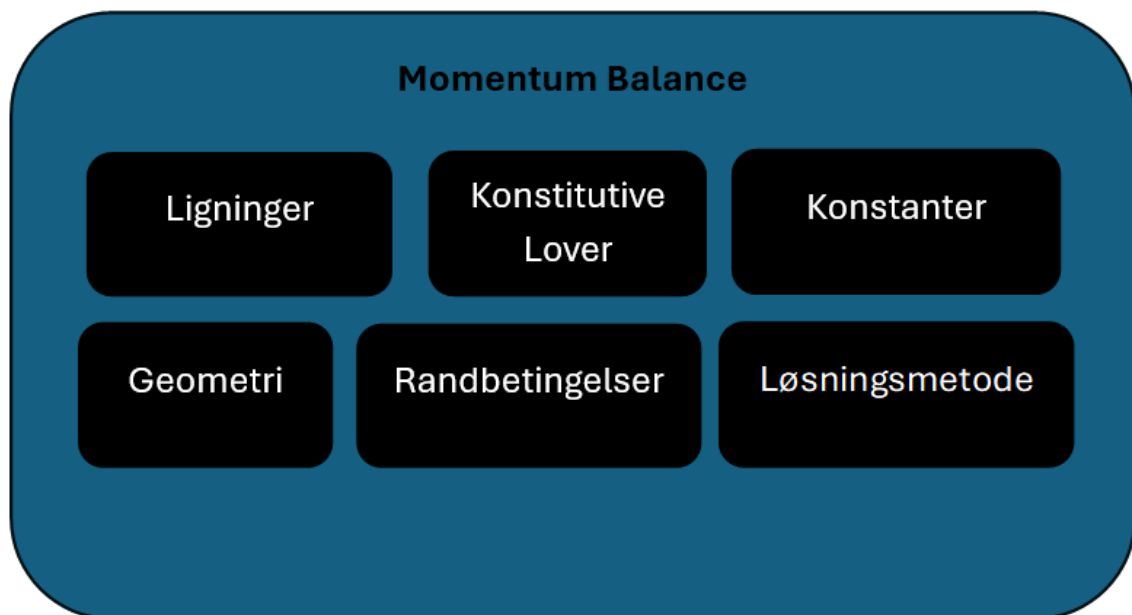 Momentum Balance
Ligninger
Konstitutive
Lover
Konstanter
Geometri
Randbetingelser
Løsningsmetode